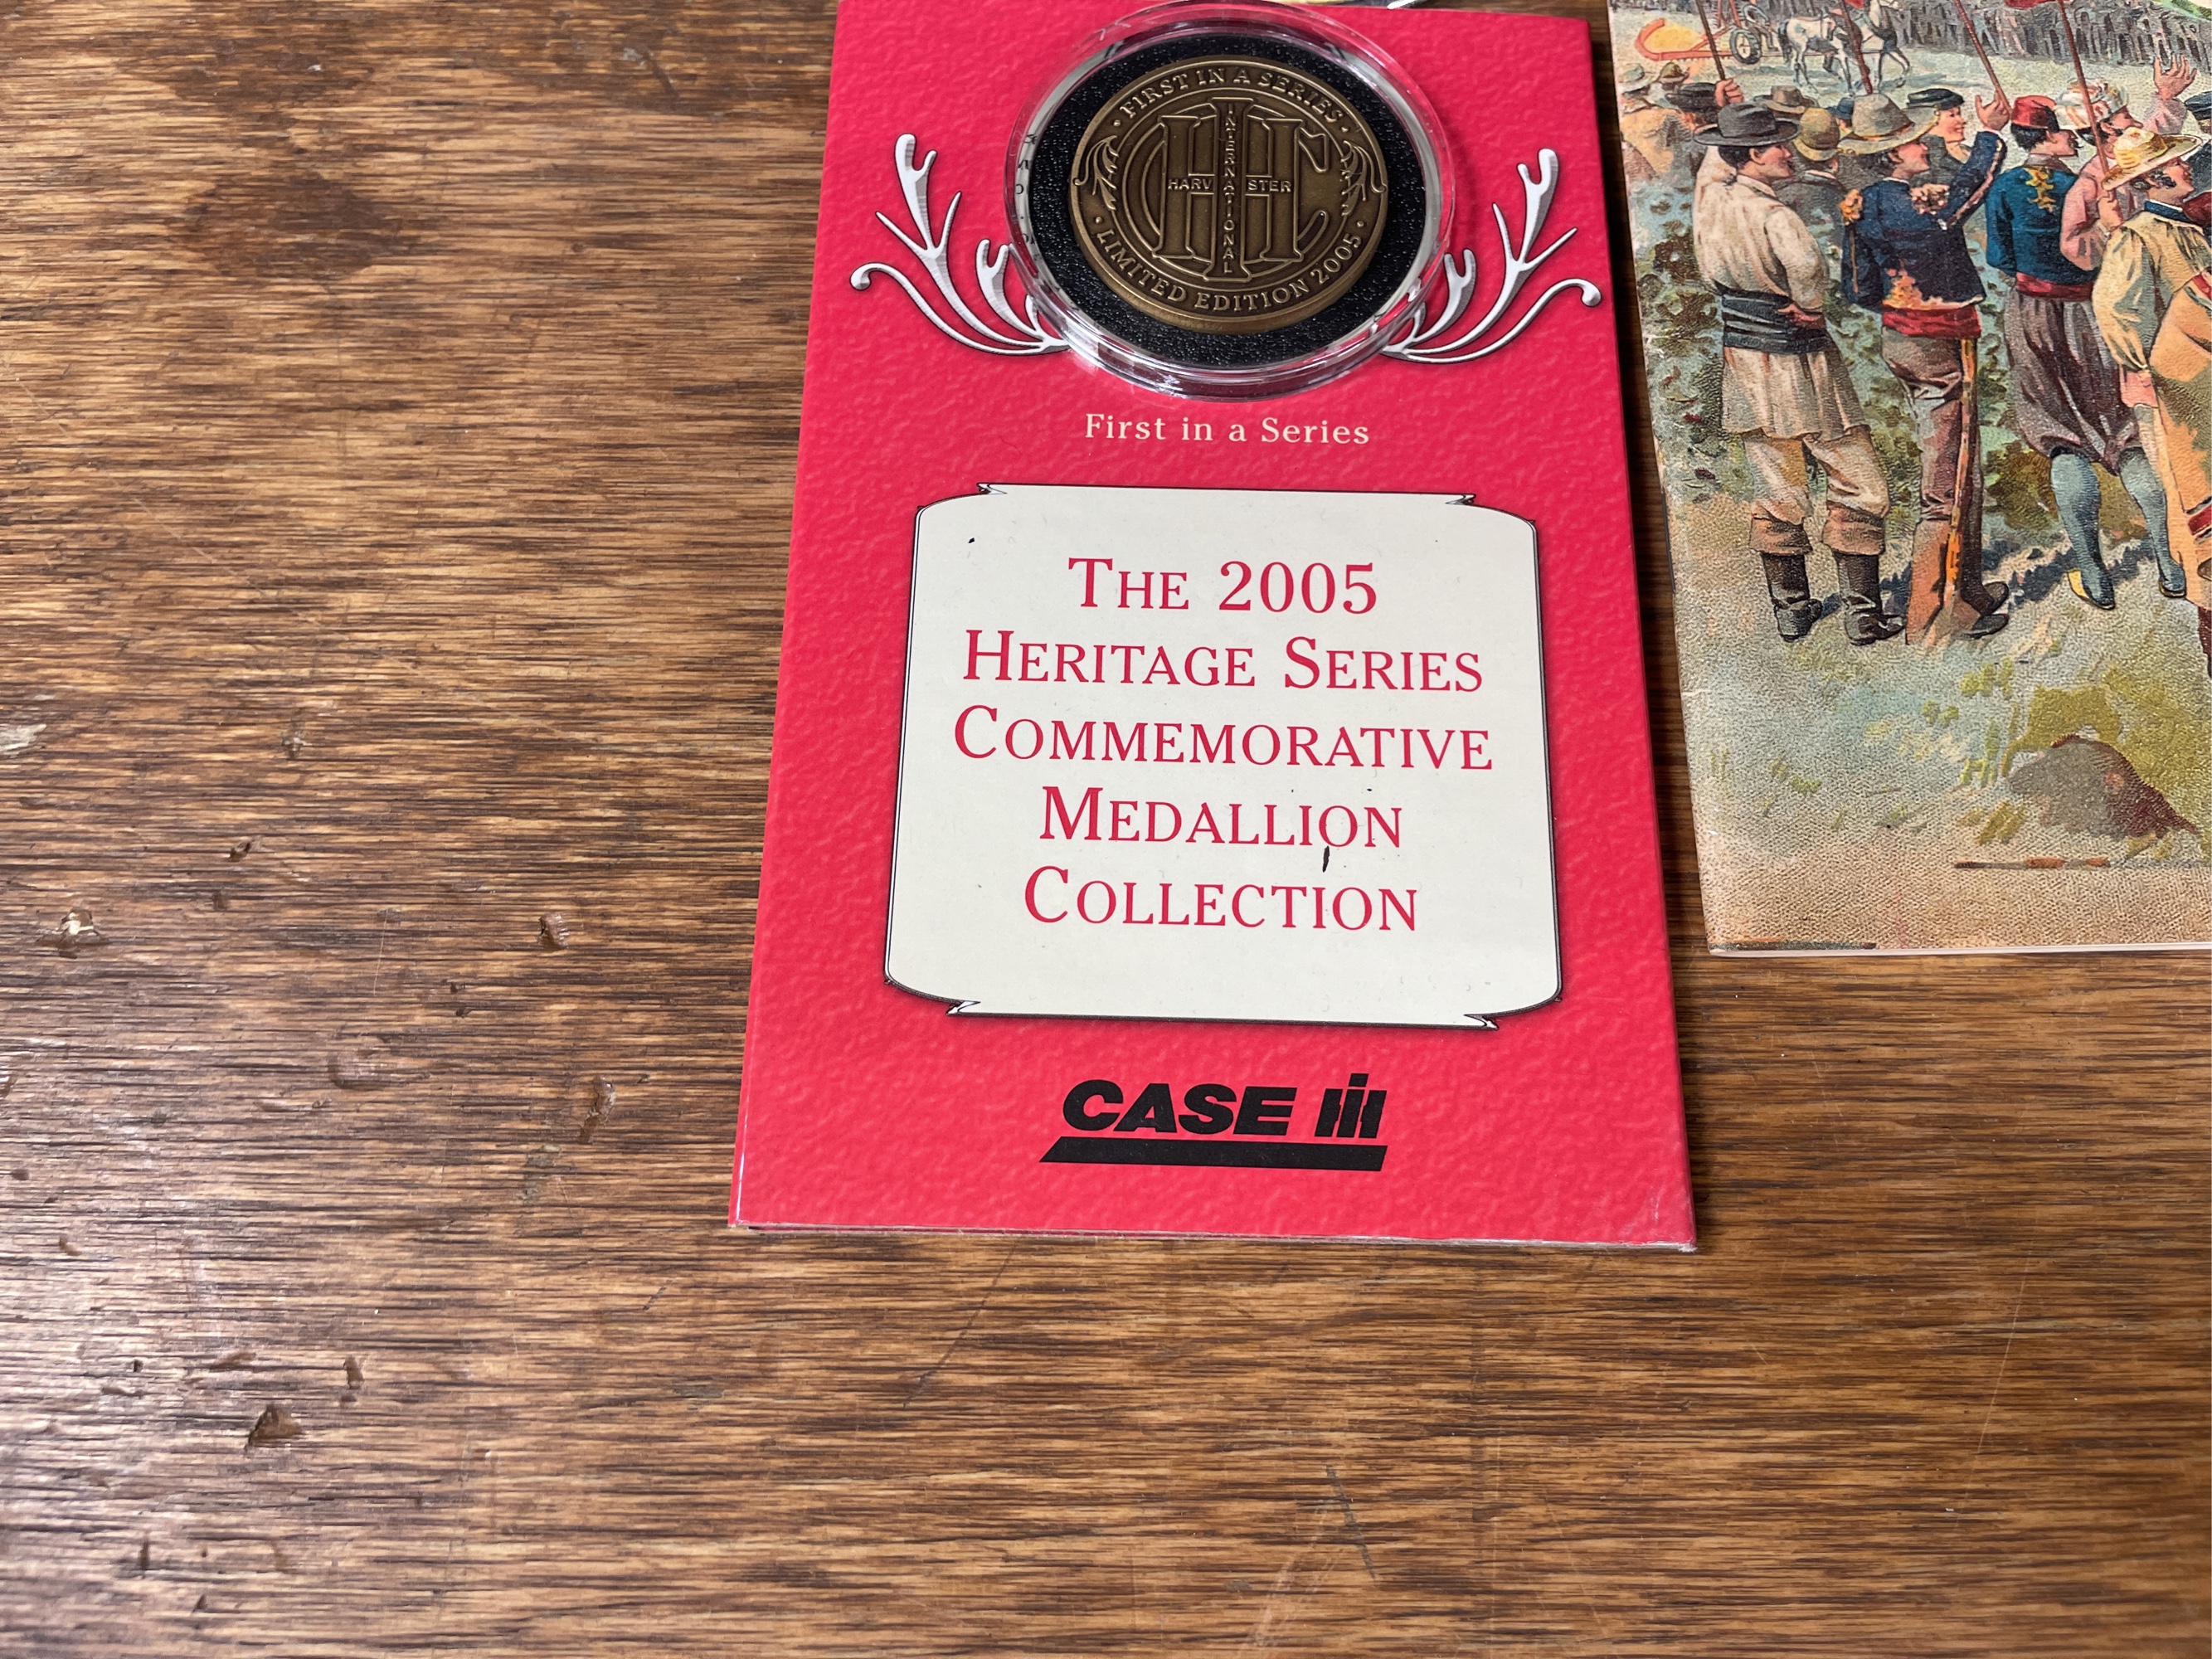 FIRST IN A SERIES
INTERNATIONAL
HARV STER
IHC
LIMITED EDITION 2005
First in a Series
THE 2005
HERITAGE SERIES
COMMEMORATIVE
MEDALLION
COLLECTION
CASE IH